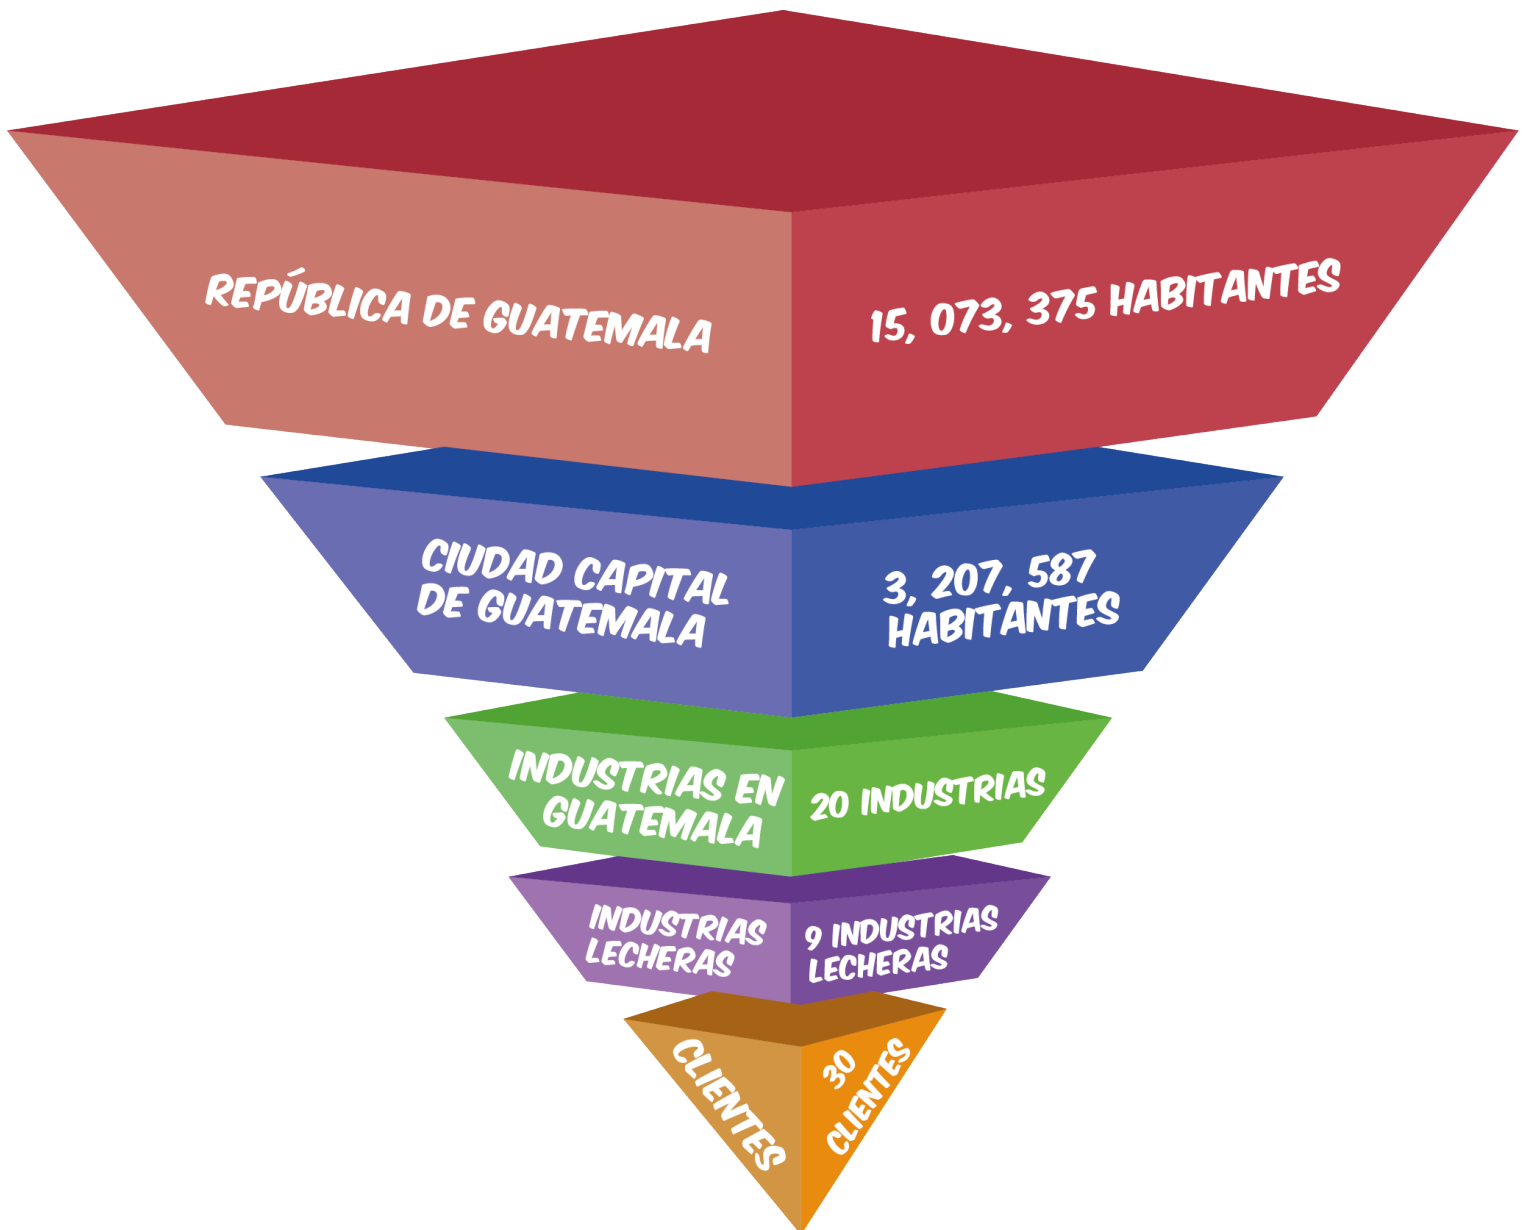 REPÚBLICA DE GUATEMALA
15, 073, 375 HABITANTES
CIUDAD CAPITAL
DE GUATEMALA
3, 207, 587
HABITANTES
INDUSTRIAS EN
GUATEMALA
20 INDUSTRIAS
INDUSTRIAS
LECHERAS
9 INDUSTRIAS
LECHERAS
CLIENTES
30
CLIENTES